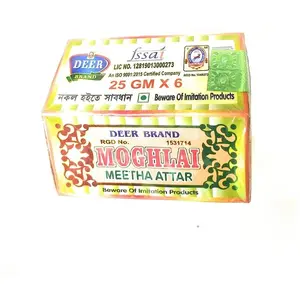 fssai
LIC NO. 12819013000273
An ISO 9001:2015 Certified Company
DEER
BRAND
25 GM X 6
নকল হইতে সাবধান
Beware Of Imitation Products
DEER BRAND
RGD No. 1531714
MOGHLAI
MEETHA ATTAR
Beware Of Imitation Products